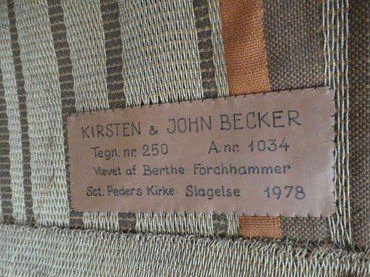 KIRSTEN & JOHN BECKER
Tegn. nr. 250 A. nr. 1034
Vævet af Berthe Forchhammer
Sct. Peders Kirke Slagelse 1978